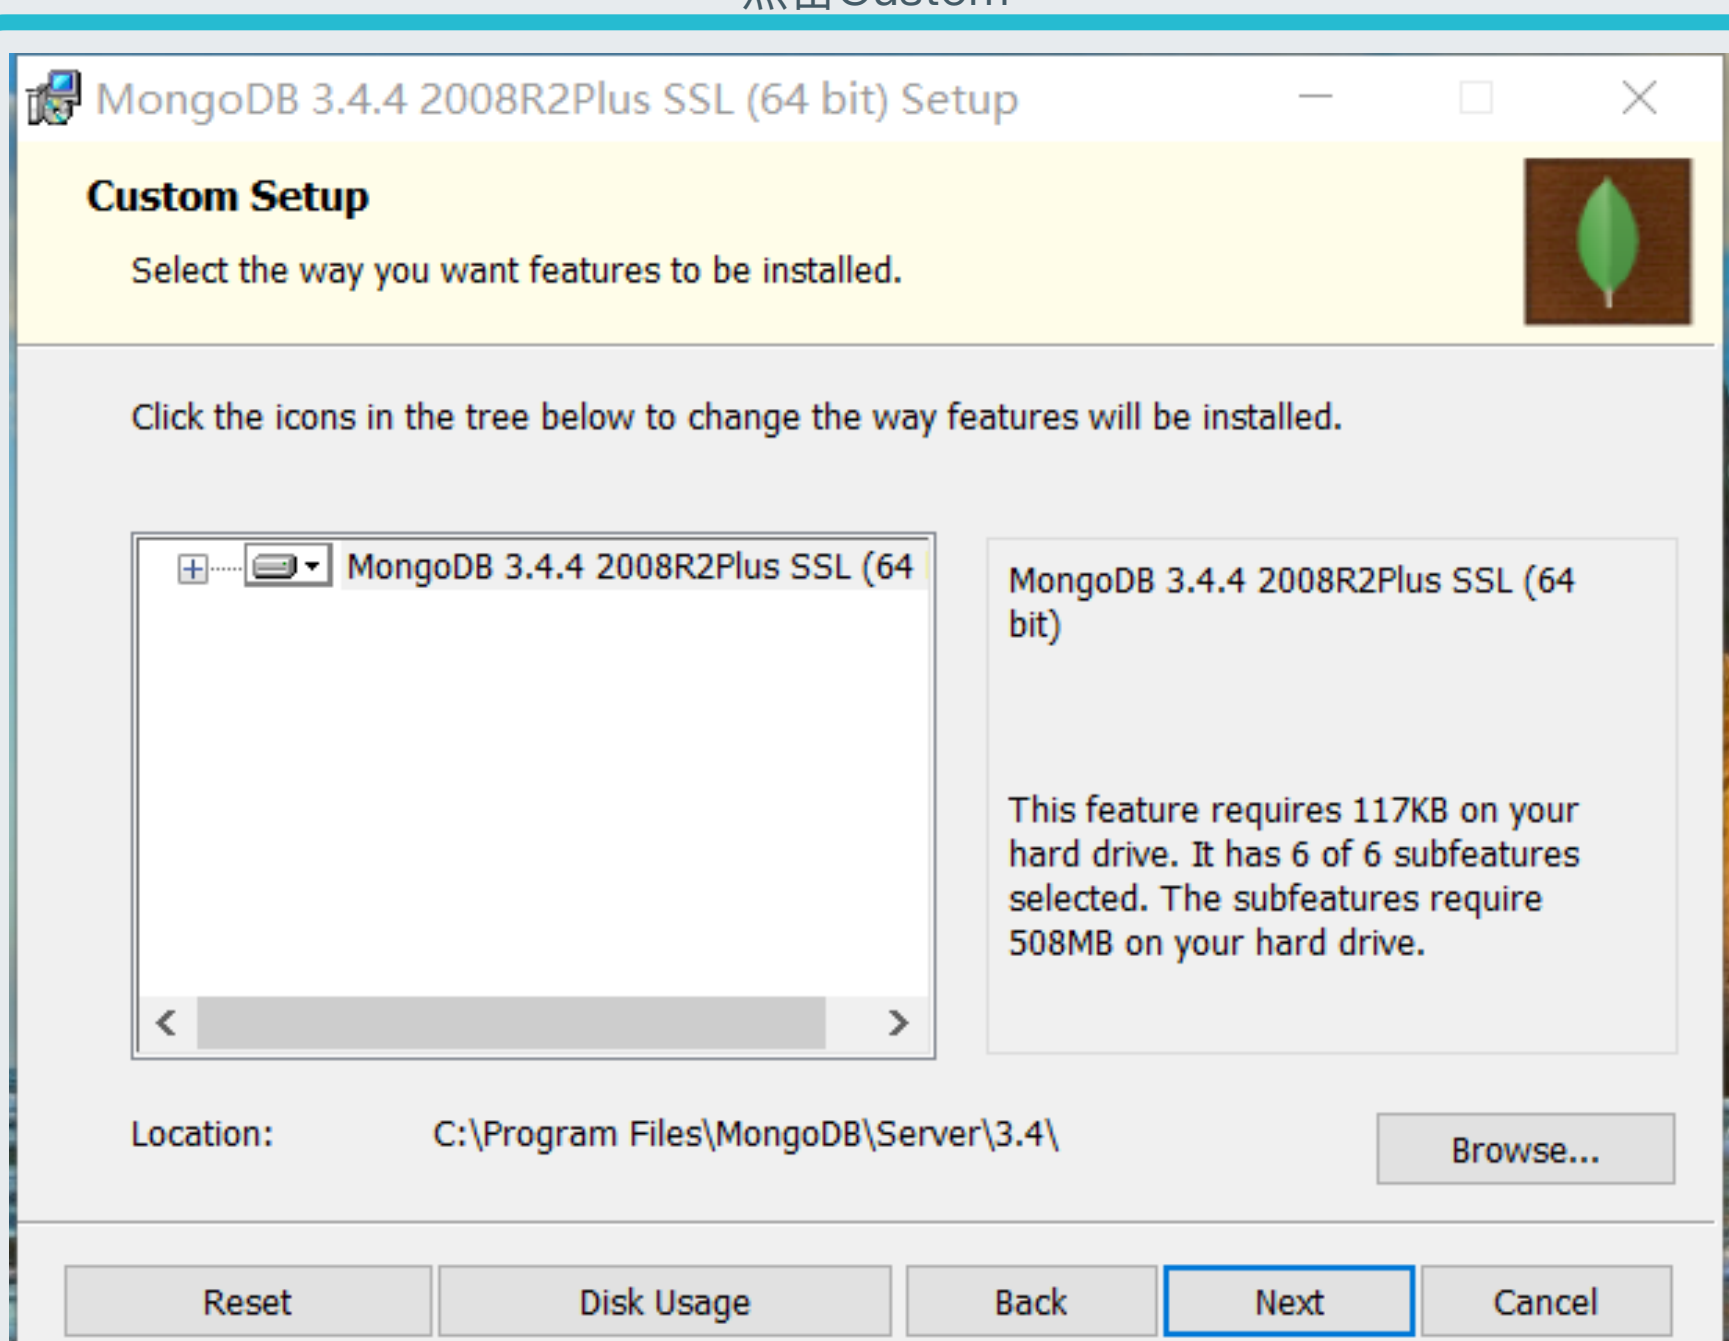 Custom
MongoDB 3.4.4 2008R2Plus SSL (64 bit) Setup
Custom Setup
Select the way you want features to be installed.
Click the icons in the tree below to change the way features will be installed.
MongoDB 3.4.4 2008R2Plus SSL (64
MongoDB 3.4.4 2008R2Plus SSL (64
bit)
This feature requires 117KB on your
hard drive. It has 6 of 6 subfeatures
selected. The subfeatures require
508MB on your hard drive.
Location:
C:\Program Files\MongoDB\Server\3.4\
Browse...
Reset
Disk Usage
Back
Next
Cancel